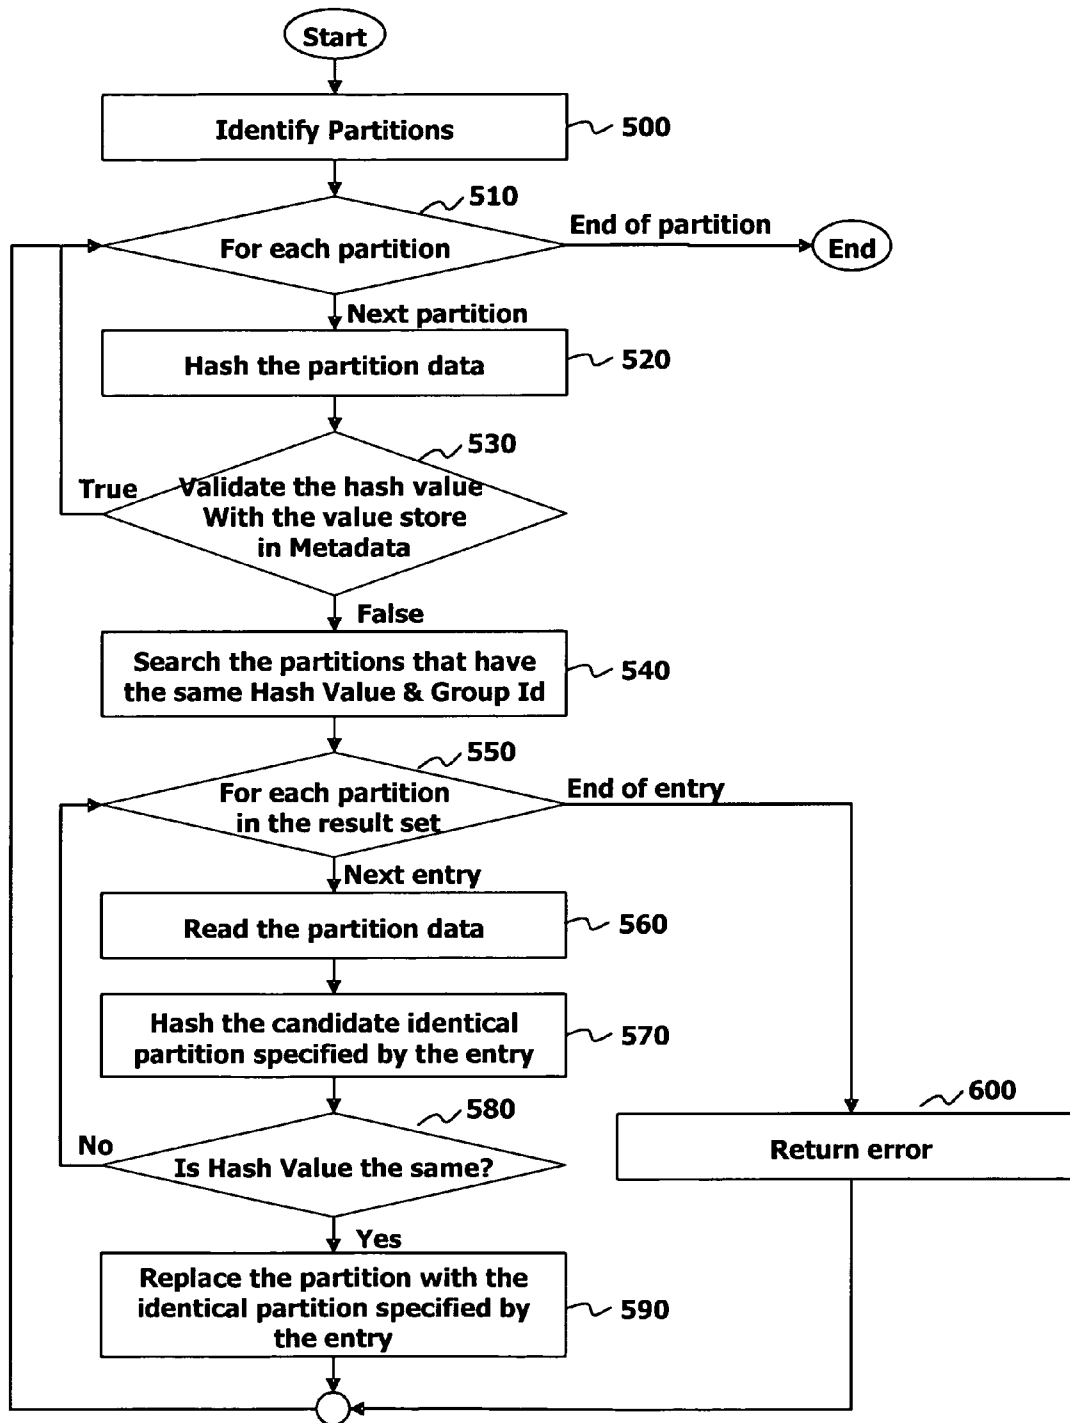 Start
Identify Partitions
500
510
For each partition
End of partition
End
Next partition
Hash the partition data
520
530
True
Validate the hash value
With the value store
in Metadata
False
Search the partitions that have
the same Hash Value & Group Id
540
550
For each partition
in the result set
End of entry
Next entry
Read the partition data
560
Hash the candidate identical
partition specified by the entry
570
580
No
Is Hash Value the same?
600
Return error
Yes
Replace the partition with the
identical partition specified by
the entry
590